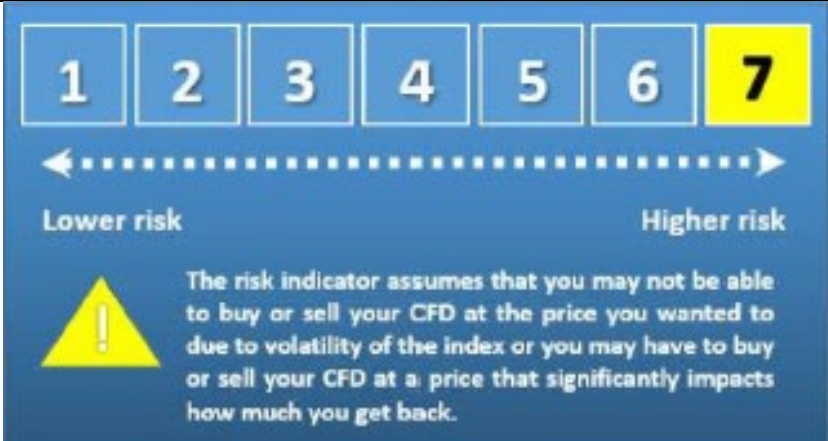 1 2 3 4 5 6 7
Lower risk Higher risk
!
The risk indicator assumes that you may not be able
to buy or sell your CFD at the price you wanted to
due to volatility of the index or you may have to buy
or sell your CFD at a price that significantly impacts
how much you get back.